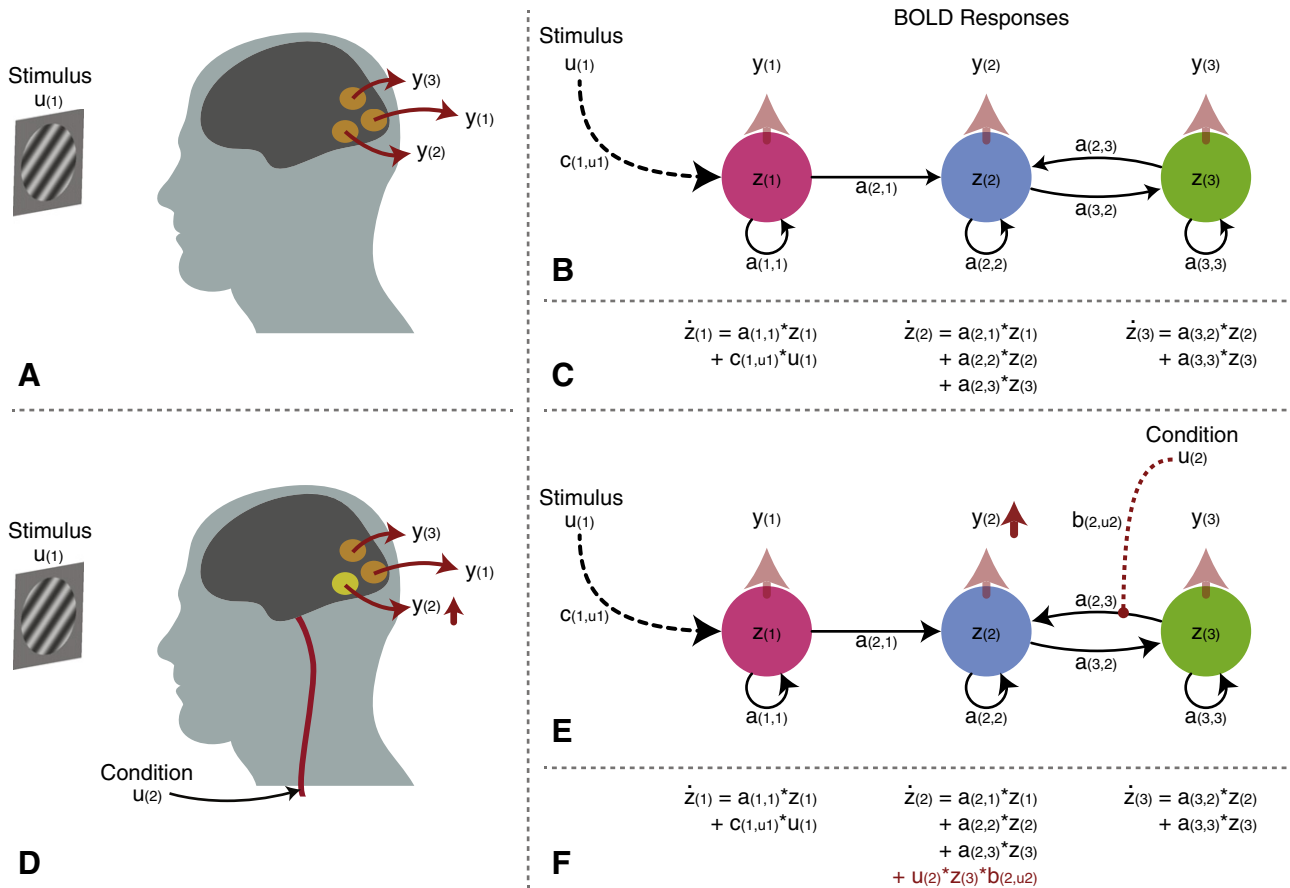 Stimulus
u(1)
y(3)
y(1)
y(2)
A
BOLD Responses
Stimulus
u(1)
y(1)
y(2)
y(3)
c(1,u1)
z(1)
a(2,1)
z(2)
a(2,3)
a(3,2)
z(3)
a(1,1)
a(2,2)
a(3,3)
B
ż(1) = a(1,1)*z(1)
+ c(1,u1)*u(1)
ż(2) = a(2,1)*z(1)
+ a(2,2)*z(2)
+ a(2,3)*z(3)
ż(3) = a(3,2)*z(2)
+ a(3,3)*z(3)
C
Stimulus
u(1)
y(3)
y(1)
y(2)
Condition
u(2)
D
Condition
u(2)
Stimulus
u(1)
y(1)
y(2)
b(2,u2)
y(3)
c(1,u1)
z(1)
a(2,1)
z(2)
a(2,3)
a(3,2)
z(3)
a(1,1)
a(2,2)
a(3,3)
E
ż(1) = a(1,1)*z(1)
+ c(1,u1)*u(1)
ż(2) = a(2,1)*z(1)
+ a(2,2)*z(2)
+ a(2,3)*z(3)
+ u(2)*z(3)*b(2,u2)
ż(3) = a(3,2)*z(2)
+ a(3,3)*z(3)
F